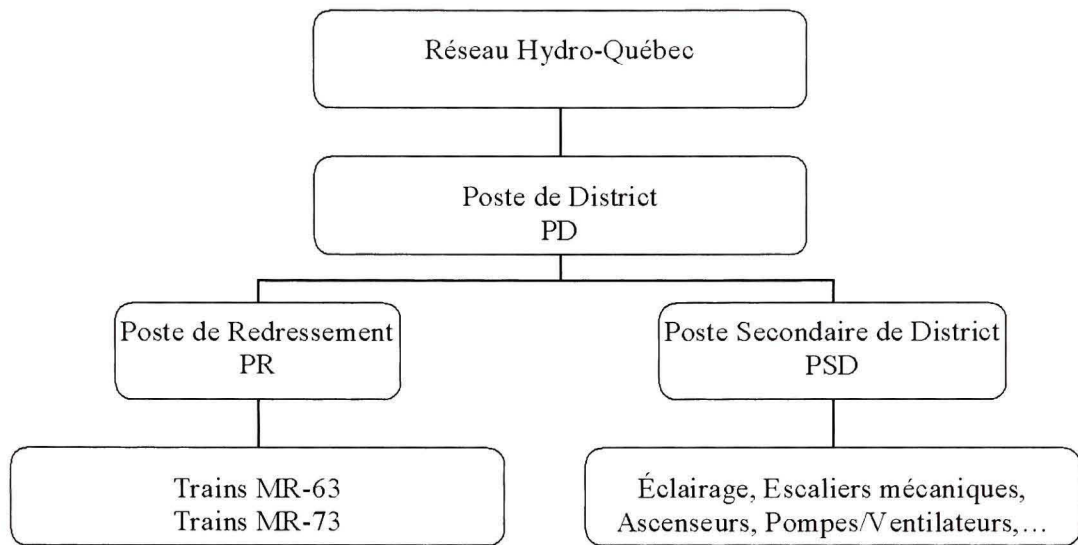 Réseau Hydro-Québec
Poste de District
PD
Poste de Redressement
PR
Poste Secondaire de District
PSD
Trains MR-63
Trains MR-73
Éclairage, Escaliers mécaniques,
Ascenseurs, Pompes/Ventilateurs,…